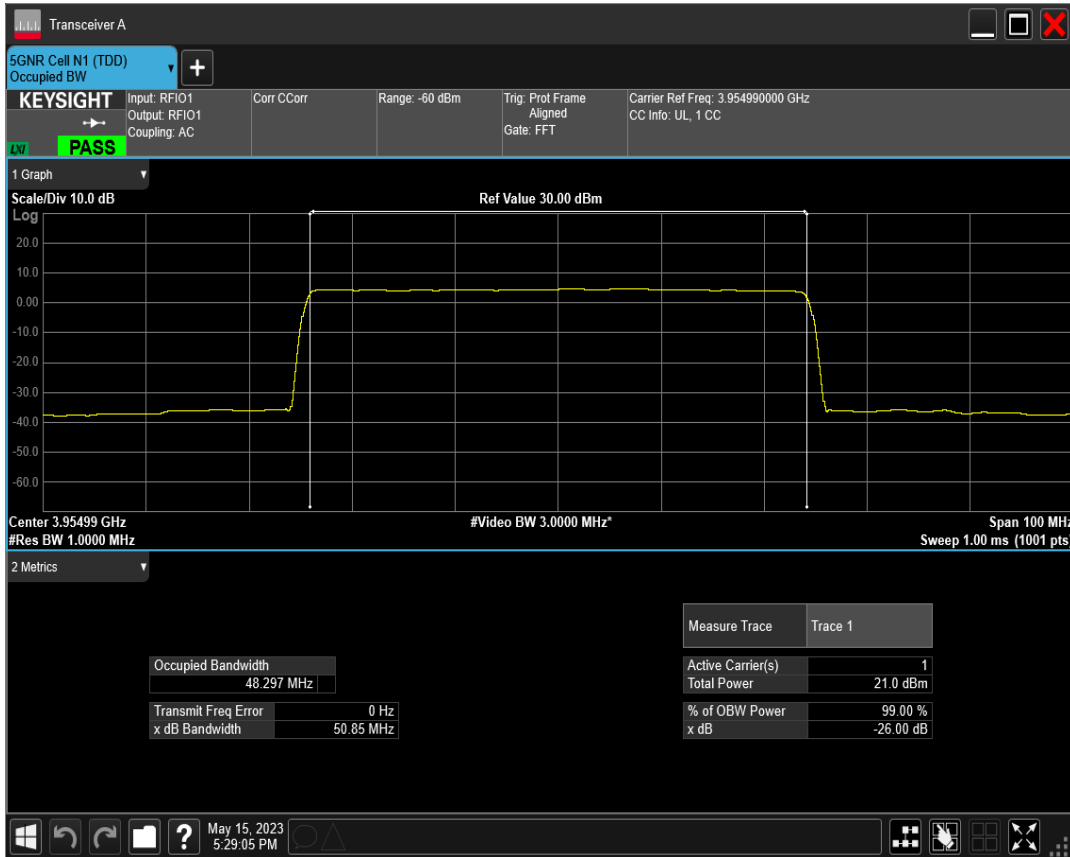 Transceiver A
5GNR Cell N1 (TDD)
Occupied BW
+
KEYSIGHT
LXI
PASS
Input: RFIO1
Output: RFIO1
Coupling: AC
Corr CCorr
Range: -60 dBm
Trig: Prot Frame
Aligned
Gate: FFT
Carrier Ref Freq: 3.954990000 GHz
CC Info: UL, 1 CC
1 Graph
Scale/Div 10.0 dB
Ref Value 30.00 dBm
Log
20.0
10.0
0.00
-10.0
-20.0
-30.0
-40.0
-50.0
-60.0
Center 3.95499 GHz
#Video BW 3.0000 MHz*
Span 100 MHz
#Res BW 1.0000 MHz
Sweep 1.00 ms (1001 pts)
2 Metrics
Measure Trace Trace 1
Occupied Bandwidth
48.297 MHz
Active Carrier(s) 1
Total Power 21.0 dBm
Transmit Freq Error 0 Hz
x dB Bandwidth 50.85 MHz
% of OBW Power 99.00 %
x dB -26.00 dB
?
May 15, 2023
5:29:05 PM